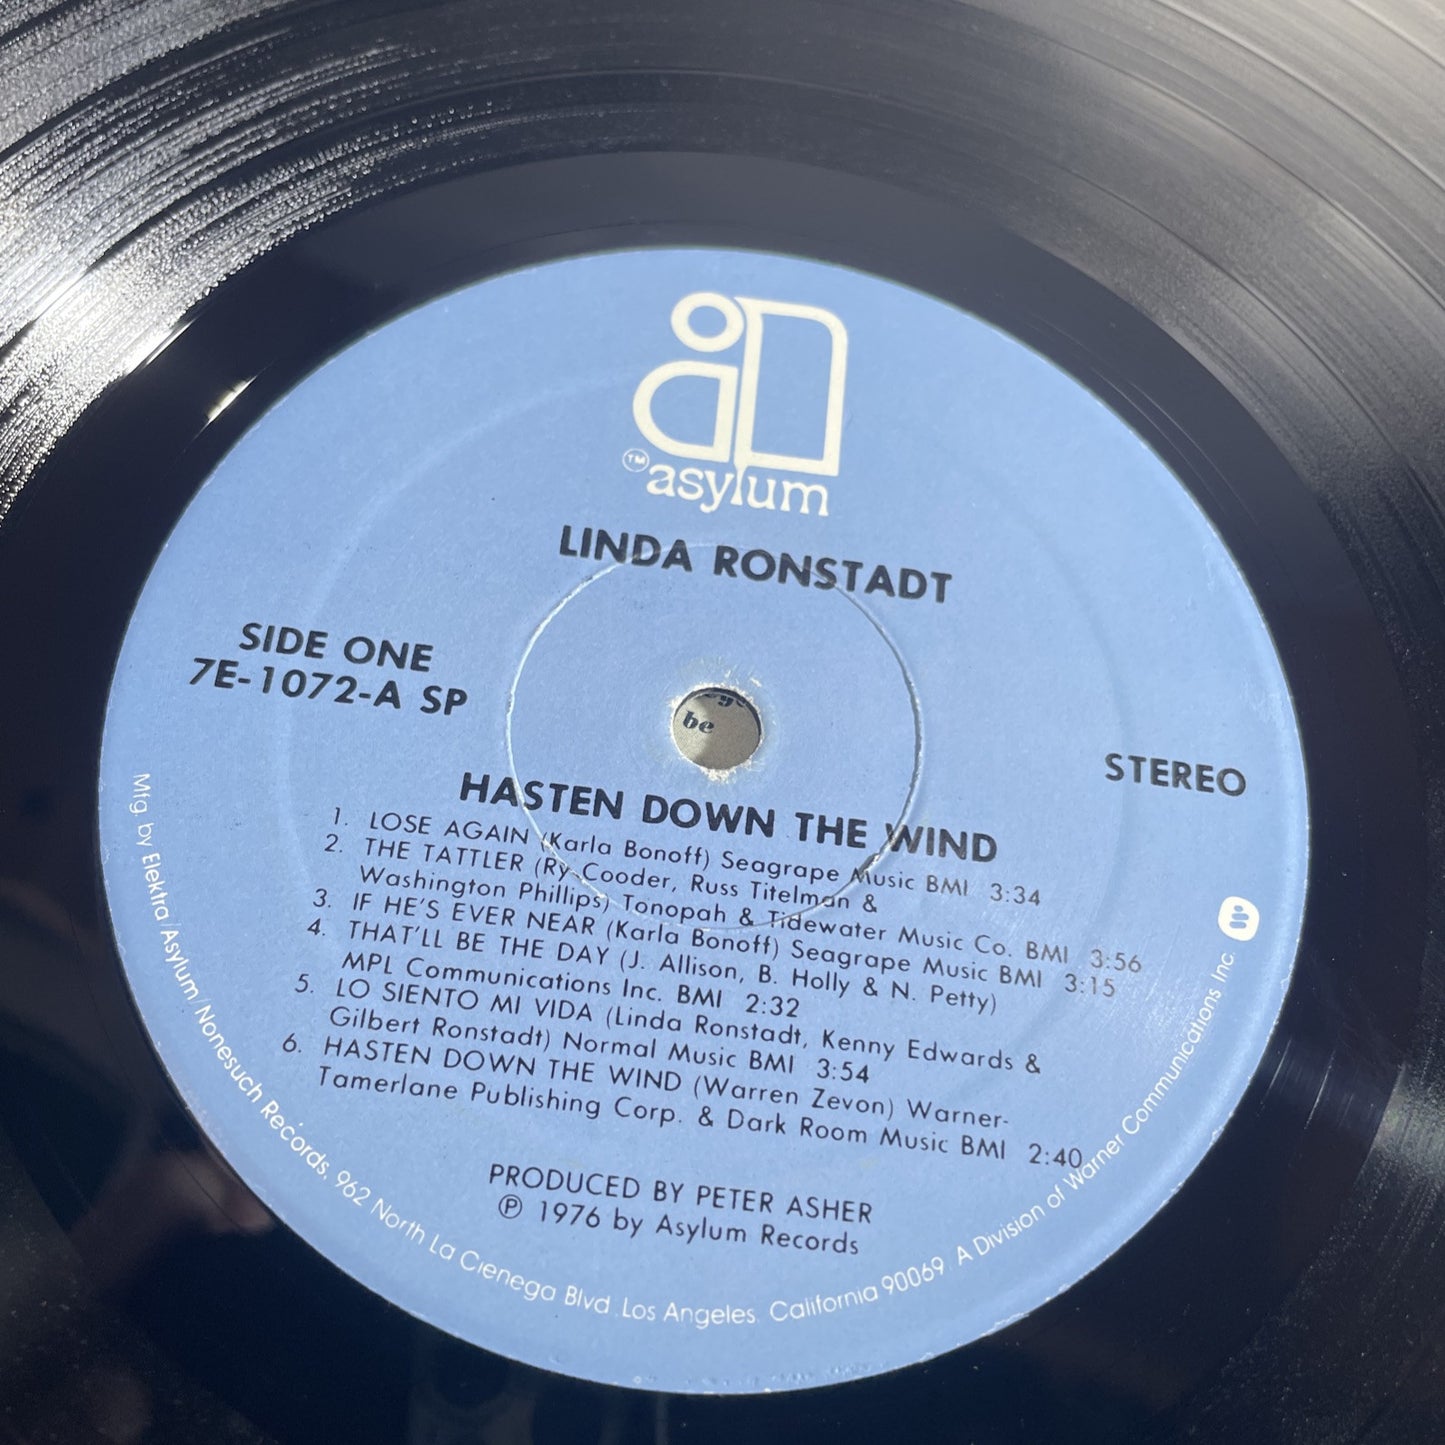 TM asylum
LINDA RONSTADT
SIDE ONE
7E-1072-A SP
be
STEREO
HASTEN DOWN THE WIND
1. LOSE AGAIN (Karla Bonoff) Seagrape Music BMI 3:34
2. THE TATTLER (Ry Cooder, Russ Titelman &
Washington Phillips) Tonopah & Tidewater Music Co. BMI 3:56
3. IF HE'S EVER NEAR (Karla Bonoff) Seagrape Music BMI 3:15
4. THAT'LL BE THE DAY (J. Allison, B. Holly & N. Petty)
MPL Communications Inc. BMI 2:32
5. LO SIENTO MI VIDA (Linda Ronstadt, Kenny Edwards &
Gilbert Ronstadt) Normal Music BMI 3:54
6. HASTEN DOWN THE WIND (Warren Zevon) Warner-
Tamerlane Publishing Corp. & Dark Room Music BMI 2:40
PRODUCED BY PETER ASHER
℗ 1976 by Asylum Records
Mfg. by Elektra/Asylum/Nonesuch Records, 962 North La Cienega Blvd. Los Angeles, California 90069. A Division of Warner Communications Inc.